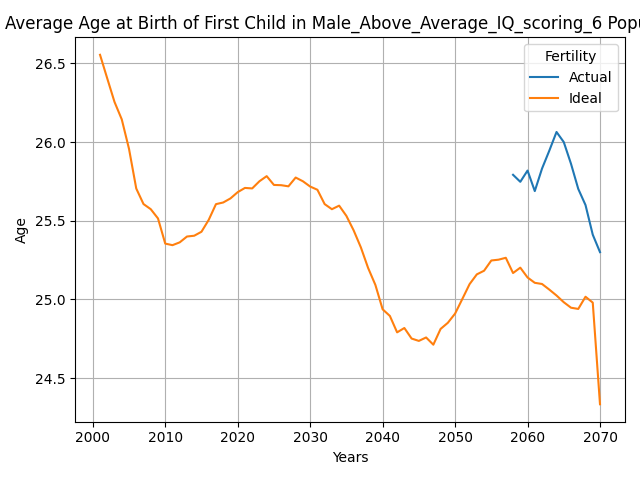 Average Age at Birth of First Child in Male_Above_Average_IQ_scoring_6 Popu
Fertility
Actual
Ideal
26.5
26.0
25.5
25.0
24.5
Age
2000 2010 2020 2030 2040 2050 2060 2070
Years